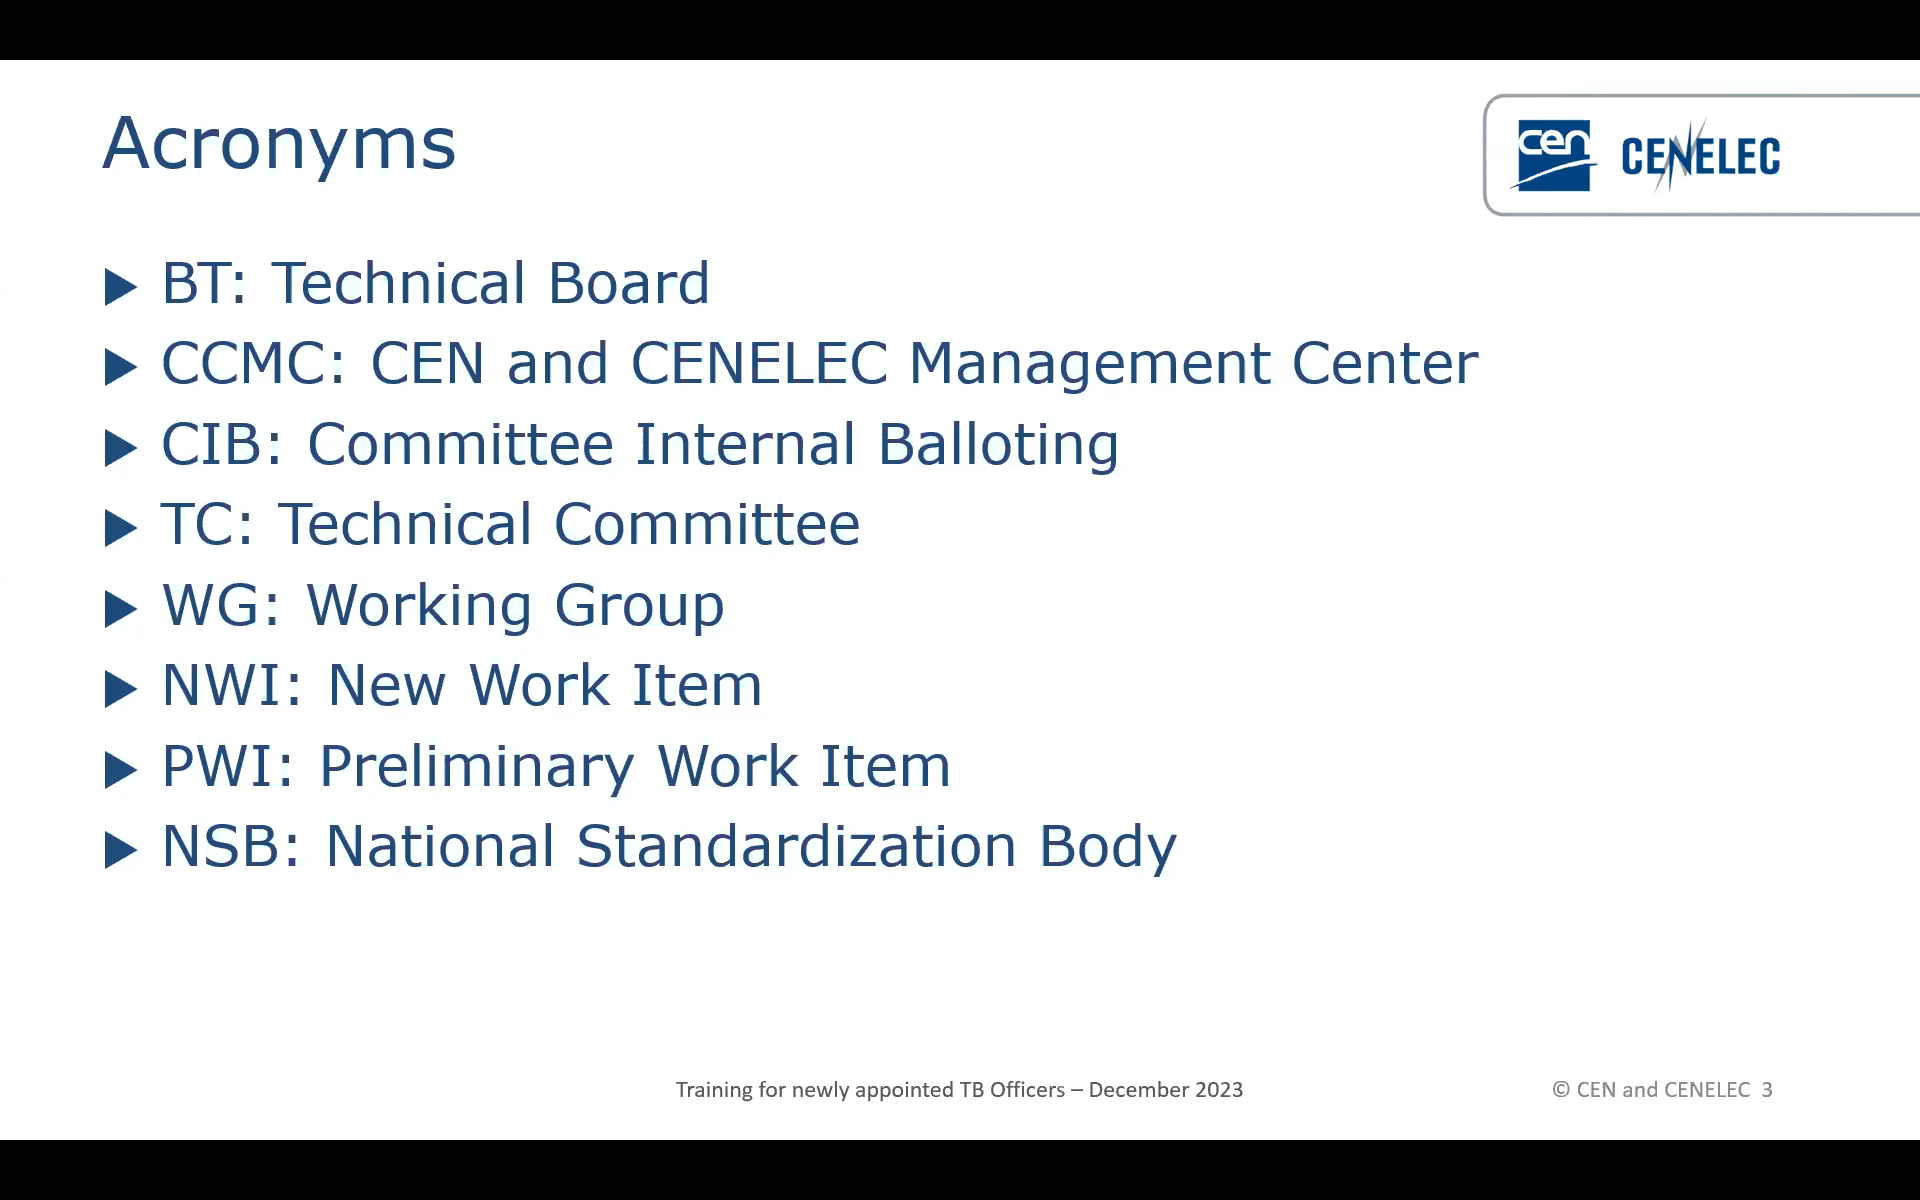 Acronyms
cen CENELEC
BT: Technical Board
CCMC: CEN and CENELEC Management Center
CIB: Committee Internal Balloting
TC: Technical Committee
WG: Working Group
NWI: New Work Item
PWI: Preliminary Work Item
NSB: National Standardization Body
Training for newly appointed TB Officers – December 2023
© CEN and CENELEC 3